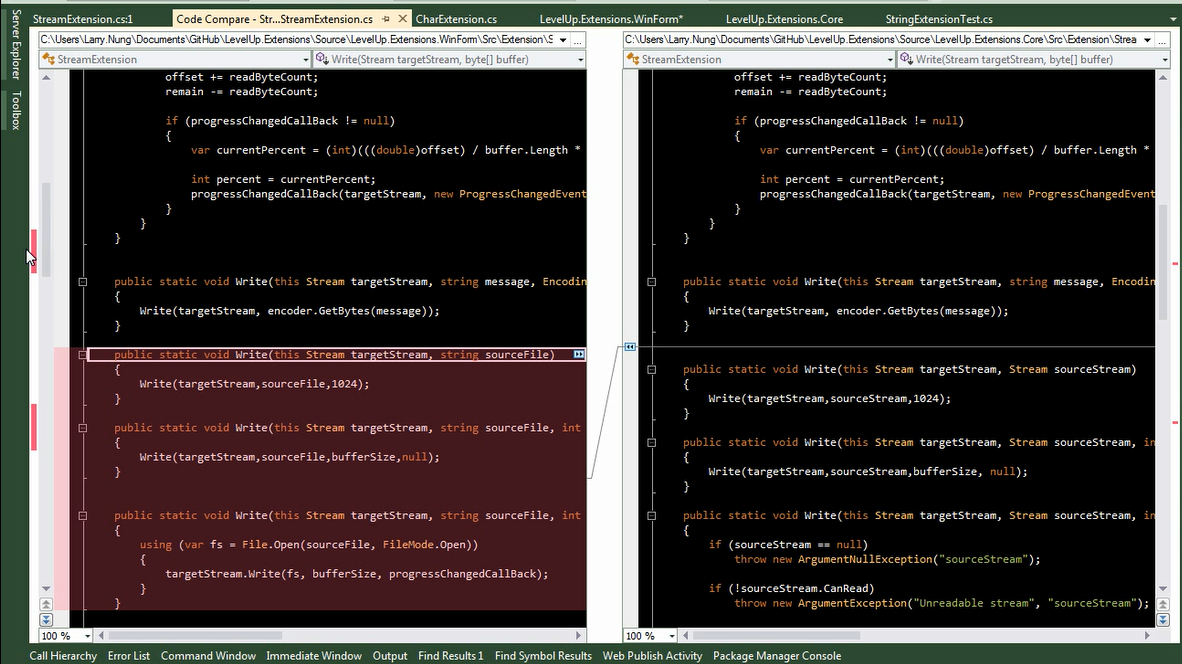 StreamExtension.cs:1
Code Compare - Str...StreamExtension.cs
CharExtension.cs
LevelUp.Extensions.WinForm*
LevelUp.Extensions.Core
StringExtensionTest.cs
Server Explorer
Toolbox
C:\Users\Larry.Nung\Documents\GitHub\LevelUp.Extensions\Source\LevelUp.Extensions.WinForm\Src\Extension\S
...
StreamExtension
Write(Stream targetStream, byte[] buffer)
offset += readByteCount;
remain -= readByteCount;
if (progressChangedCallBack != null)
{
var currentPercent = (int)(((double)offset) / buffer.Length *
int percent = currentPercent;
progressChangedCallBack(targetStream, new ProgressChangedEvent
}
}
}
public static void Write(this Stream targetStream, string message, Encodin
{
Write(targetStream, encoder.GetBytes(message));
}
public static void Write(this Stream targetStream, string sourceFile)
{
Write(targetStream,sourceFile,1024);
}
public static void Write(this Stream targetStream, string sourceFile, int
{
Write(targetStream,sourceFile,bufferSize,null);
}
public static void Write(this Stream targetStream, string sourceFile, int
{
using (var fs = File.Open(sourceFile, FileMode.Open))
{
targetStream.Write(fs, bufferSize, progressChangedCallBack);
}
}
100 %
C:\Users\Larry.Nung\Documents\GitHub\LevelUp.Extensions\Source\LevelUp.Extensions.Core\Src\Extension\Strea
...
StreamExtension
Write(Stream targetStream, byte[] buffer)
offset += readByteCount;
remain -= readByteCount;
if (progressChangedCallBack != null)
{
var currentPercent = (int)(((double)offset) / buffer.Length *
int percent = currentPercent;
progressChangedCallBack(targetStream, new ProgressChangedEvent
}
}
}
public static void Write(this Stream targetStream, string message, Encodin
{
Write(targetStream, encoder.GetBytes(message));
}
public static void Write(this Stream targetStream, Stream sourceStream)
{
Write(targetStream,sourceStream,1024);
}
public static void Write(this Stream targetStream, Stream sourceStream, in
{
Write(targetStream,sourceStream,bufferSize, null);
}
public static void Write(this Stream targetStream, Stream sourceStream, in
{
if (sourceStream == null)
throw new ArgumentNullException("sourceStream");
if (!sourceStream.CanRead)
throw new ArgumentException("Unreadable stream", "sourceStream");
100 %
Call Hierarchy
Error List
Command Window
Immediate Window
Output
Find Results 1
Find Symbol Results
Web Publish Activity
Package Manager Console